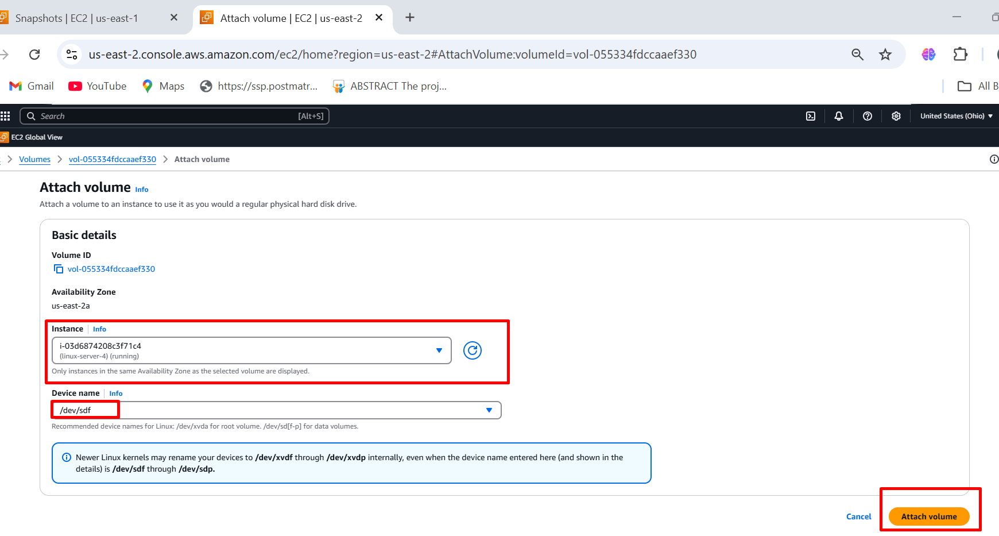 Snapshots | EC2 | us-east-1
Attach volume | EC2 | us-east-2
us-east-2.console.aws.amazon.com/ec2/home?region=us-east-2#AttachVolume:volumeId=vol-055334fdccaaef330
Gmail
YouTube
Maps
https://ssp.postmatr...
ABSTRACT The proj...
All B
Search
[Alt+S]
United States (Ohio)
EC2 Global View
Volumes
vol-055334fdccaaef330
Attach volume
Attach volume Info
Attach a volume to an instance to use it as you would a regular physical hard disk drive.
Basic details
Volume ID
vol-055334fdccaaef330
Availability Zone
us-east-2a
Instance Info
i-03d6874208c3f71c4
(linux-server-4) (running)
Only instances in the same Availability Zone as the selected volume are displayed.
Device name Info
/dev/sdf
Recommended device names for Linux: /dev/xvda for root volume. /dev/sd[f-p] for data volumes.
Newer Linux kernels may rename your devices to /dev/xvdf through /dev/xvdp internally, even when the device name entered here (and shown in the
details) is /dev/sdf through /dev/sdp.
Cancel
Attach volume